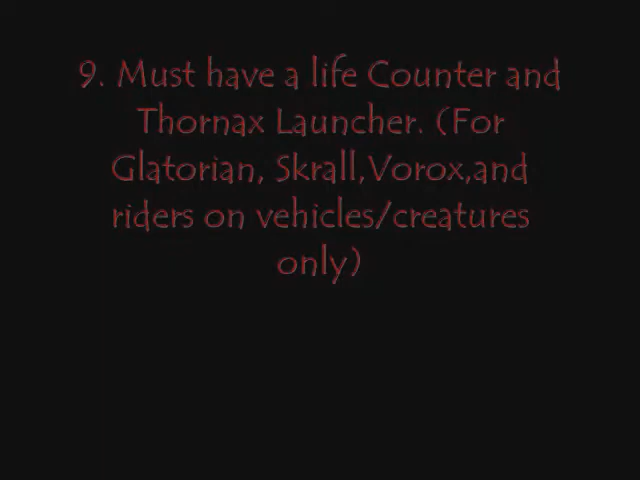 9. Must have a life Counter and
Thornax Launcher. (For
Glatorian, Skrall,Vorox,and
riders on vehicles/creatures
only)